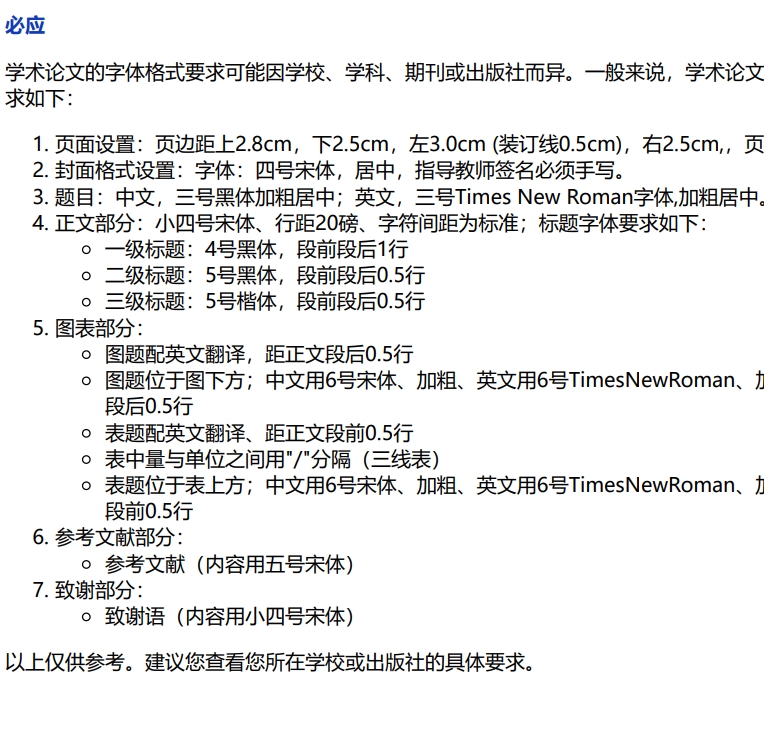 必应
学术论文的字体格式要求可能因学校、学科、期刊或出版社而异。一般来说，学术论文
求如下：
1. 页面设置：页边距上2.8cm，下2.5cm，左3.0cm (装订线0.5cm)，右2.5cm,，页
2. 封面格式设置：字体：四号宋体，居中，指导教师签名必须手写。
3. 题目：中文，三号黑体加粗居中；英文，三号Times New Roman字体,加粗居中。
4. 正文部分：小四号宋体、行距20磅、字符间距为标准；标题字体要求如下：
一级标题：4号黑体，段前段后1行
二级标题：5号黑体，段前段后0.5行
三级标题：5号楷体，段前段后0.5行
5. 图表部分：
图题配英文翻译，距正文段后0.5行
图题位于图下方；中文用6号宋体、加粗、英文用6号TimesNewRoman、
段后0.5行
表题配英文翻译、距正文段前0.5行
表中量与单位之间用"/"分隔（三线表）
表题位于表上方；中文用6号宋体、加粗、英文用6号TimesNewRoman、
段前0.5行
6. 参考文献部分：
参考文献（内容用五号宋体）
7. 致谢部分：
致谢语（内容用小四号宋体）
以上仅供参考。建议您查看您所在学校或出版社的具体要求。